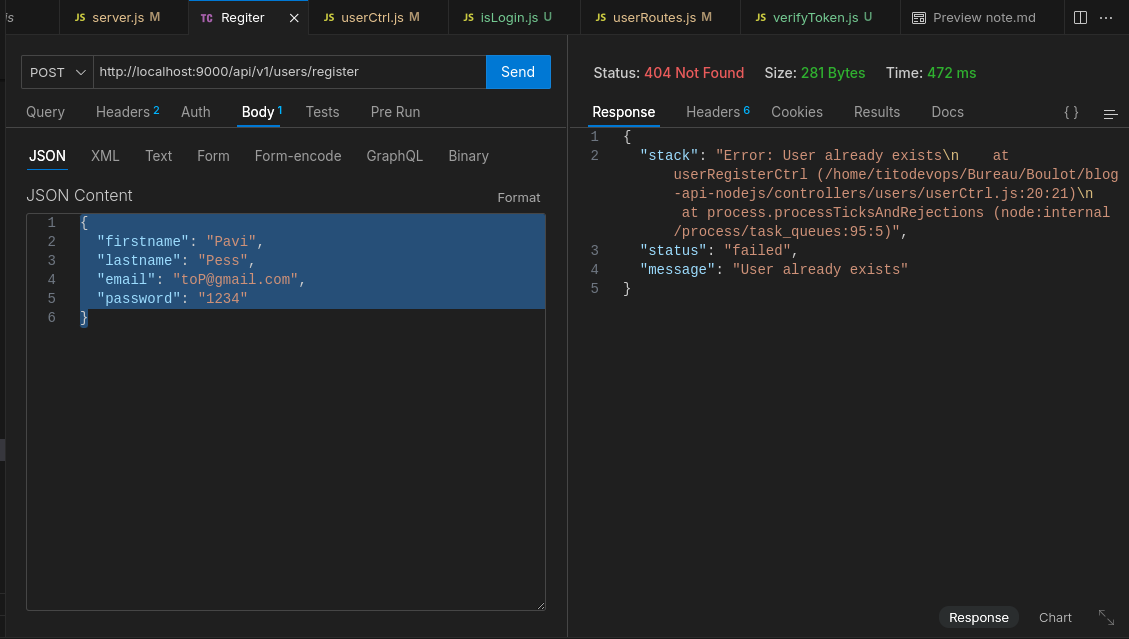 JS server.js M
TC Regiter
JS userCtrl.js M
JS isLogin.js U
JS userRoutes.js M
JS verifyToken.js U
Preview note.md
POST
http://localhost:9000/api/v1/users/register
Send
Query
Headers 2
Auth
Body 1
Tests
Pre Run
JSON
XML
Text
Form
Form-encode
GraphQL
Binary
JSON Content
Format
1 {
2 "firstname": "Pavi",
3 "lastname": "Pess",
4 "email": "toP@gmail.com",
5 "password": "1234"
6 }
Status: 404 Not Found
Size: 281 Bytes
Time: 472 ms
Response
Headers 6
Cookies
Results
Docs
{ }
1 {
2 "stack": "Error: User already exists\n    at
userRegisterCtrl (/home/titodevops/Bureau/Boulot/blog
-api-nodejs/controllers/users/userCtrl.js:20:21)\n
at process.processTicksAndRejections (node:internal
/process/task_queues:95:5)",
3 "status": "failed",
4 "message": "User already exists"
5 }
Response
Chart